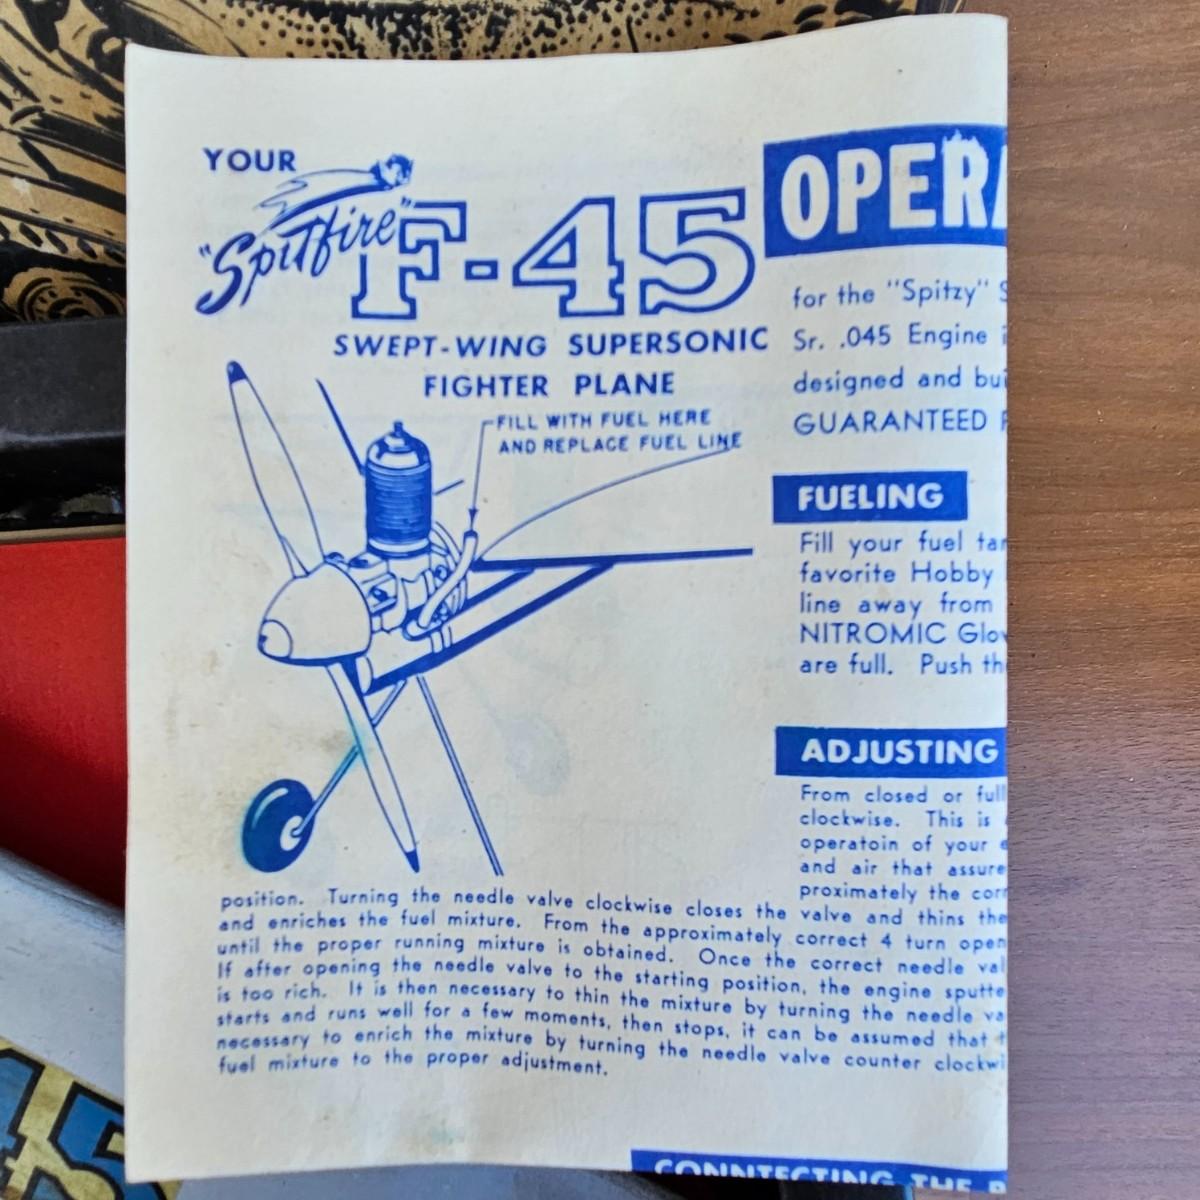 YOUR
"Spitfire" F-45
SWEPT-WING SUPERSONIC
FIGHTER PLANE
FILL WITH FUEL HERE
AND REPLACE FUEL LINE
OPERA
for the "Spitzy" S
Sr. .045 Engine i
designed and bui
GUARANTEED
FUELING
Fill your fuel tan
favorite Hobby
line away from
NITROMIC Glow
are full. Push th
ADJUSTING
From closed or full
clockwise. This is
operatoin of your e
and air that assure
proximately the corr
position. Turning the needle valve clockwise closes the valve and thins the
and enriches the fuel mixture. From the approximately correct 4 turn open
until the proper running mixture is obtained. Once the correct needle val
If after opening the needle valve to the starting position, the engine sputte
is too rich. It is then necessary to thin the mixture by turning the needle va
starts and runs well for a few moments, then stops, it can be assumed that t
necessary to enrich the mixture by turning the needle valve counter clockwi
fuel mixture to the proper adjustment.
CONNTECTING THE
45